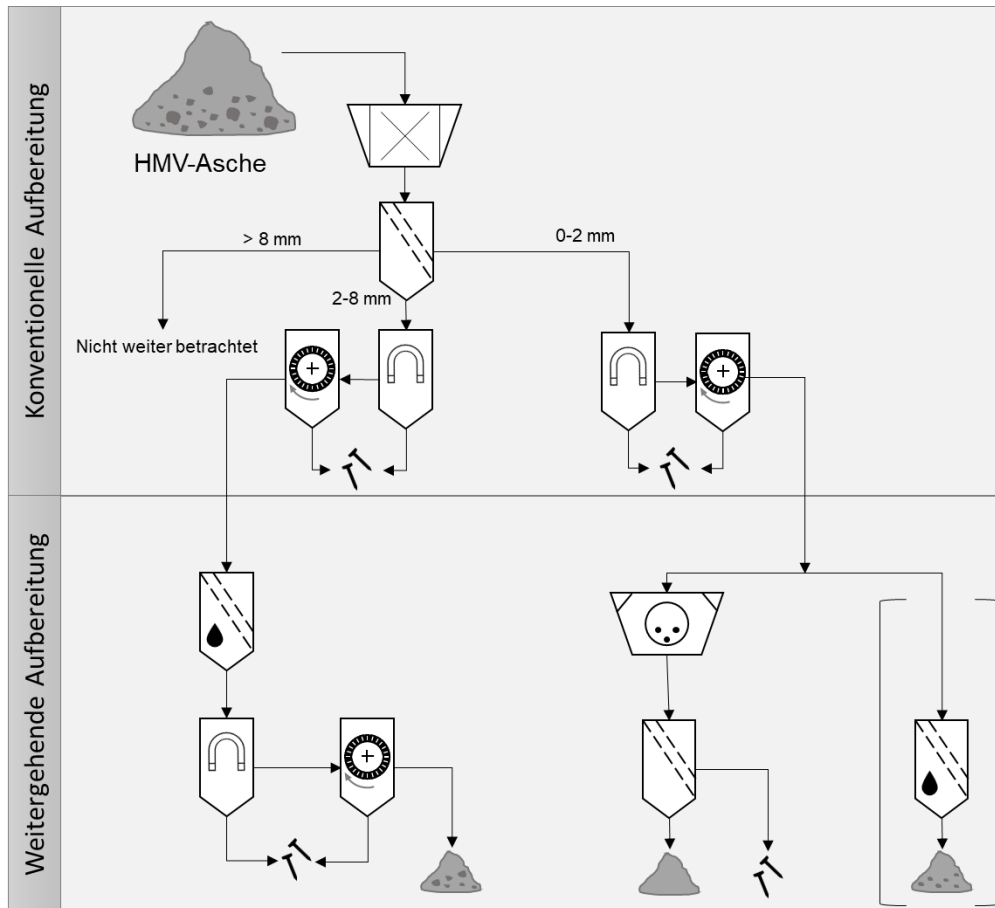 Konventionelle Aufbereitung
HMV-Asche
> 8 mm
0-2 mm
2-8 mm
Nicht weiter betrachtet
Weitergehende Aufbereitung